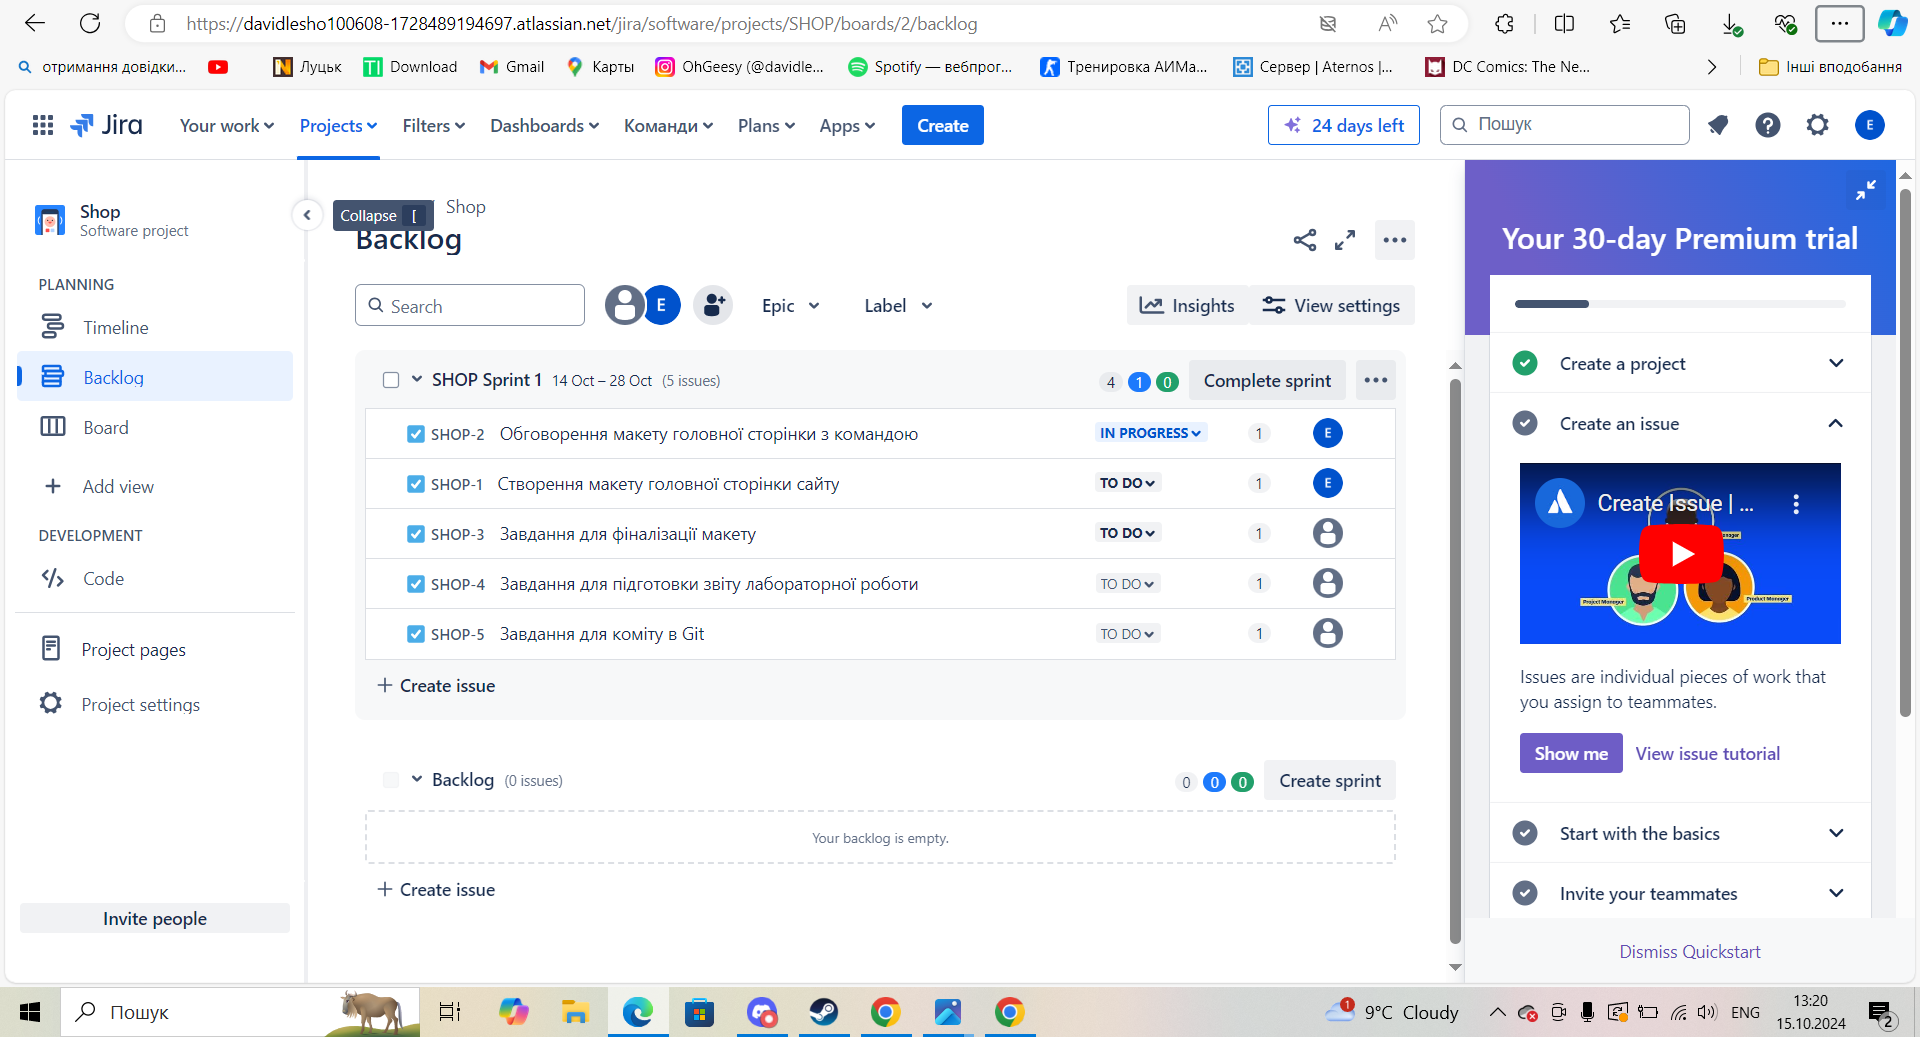 https://davidlesho100608-1728489194697.atlassian.net/jira/software/projects/SHOP/boards/2/backlog
отримання довідки...
Луцьк
Download
Gmail
Карты
OhGeesy (@davidle...
Spotify — вебпрог...
Тренировка АИМа...
Сервер | Aternos |...
DC Comics: The Ne...
Інші вподобання
Jira
Your work
Projects
Filters
Dashboards
Команди
Plans
Apps
Create
24 days left
Пошук
E
Shop
Software project
Collapse [
Shop
Backlog
PLANNING
Timeline
Backlog
Board
Add view
DEVELOPMENT
Code
Project pages
Project settings
Invite people
Search
E
Epic
Label
Insights
View settings
SHOP Sprint 1 14 Oct – 28 Oct (5 issues)
4 1 0
Complete sprint
SHOP-2 Обговорення макету головної сторінки з командою IN PROGRESS 1 E
SHOP-1 Створення макету головної сторінки сайту TO DO 1 E
SHOP-3 Завдання для фіналізації макету TO DO 1
SHOP-4 Завдання для підготовки звіту лабораторної роботи TO DO 1
SHOP-5 Завдання для коміту в Git TO DO 1
+ Create issue
Backlog (0 issues)
0 0 0
Create sprint
Your backlog is empty.
+ Create issue
Your 30-day Premium trial
Create a project
Create an issue
Create Issue | ...
Project Manager
Product Manager
Issues are individual pieces of work that
you assign to teammates.
Show me
View issue tutorial
Start with the basics
Invite your teammates
Dismiss Quickstart
Пошук
1
9°C Cloudy
ENG
13:20
15.10.2024
2